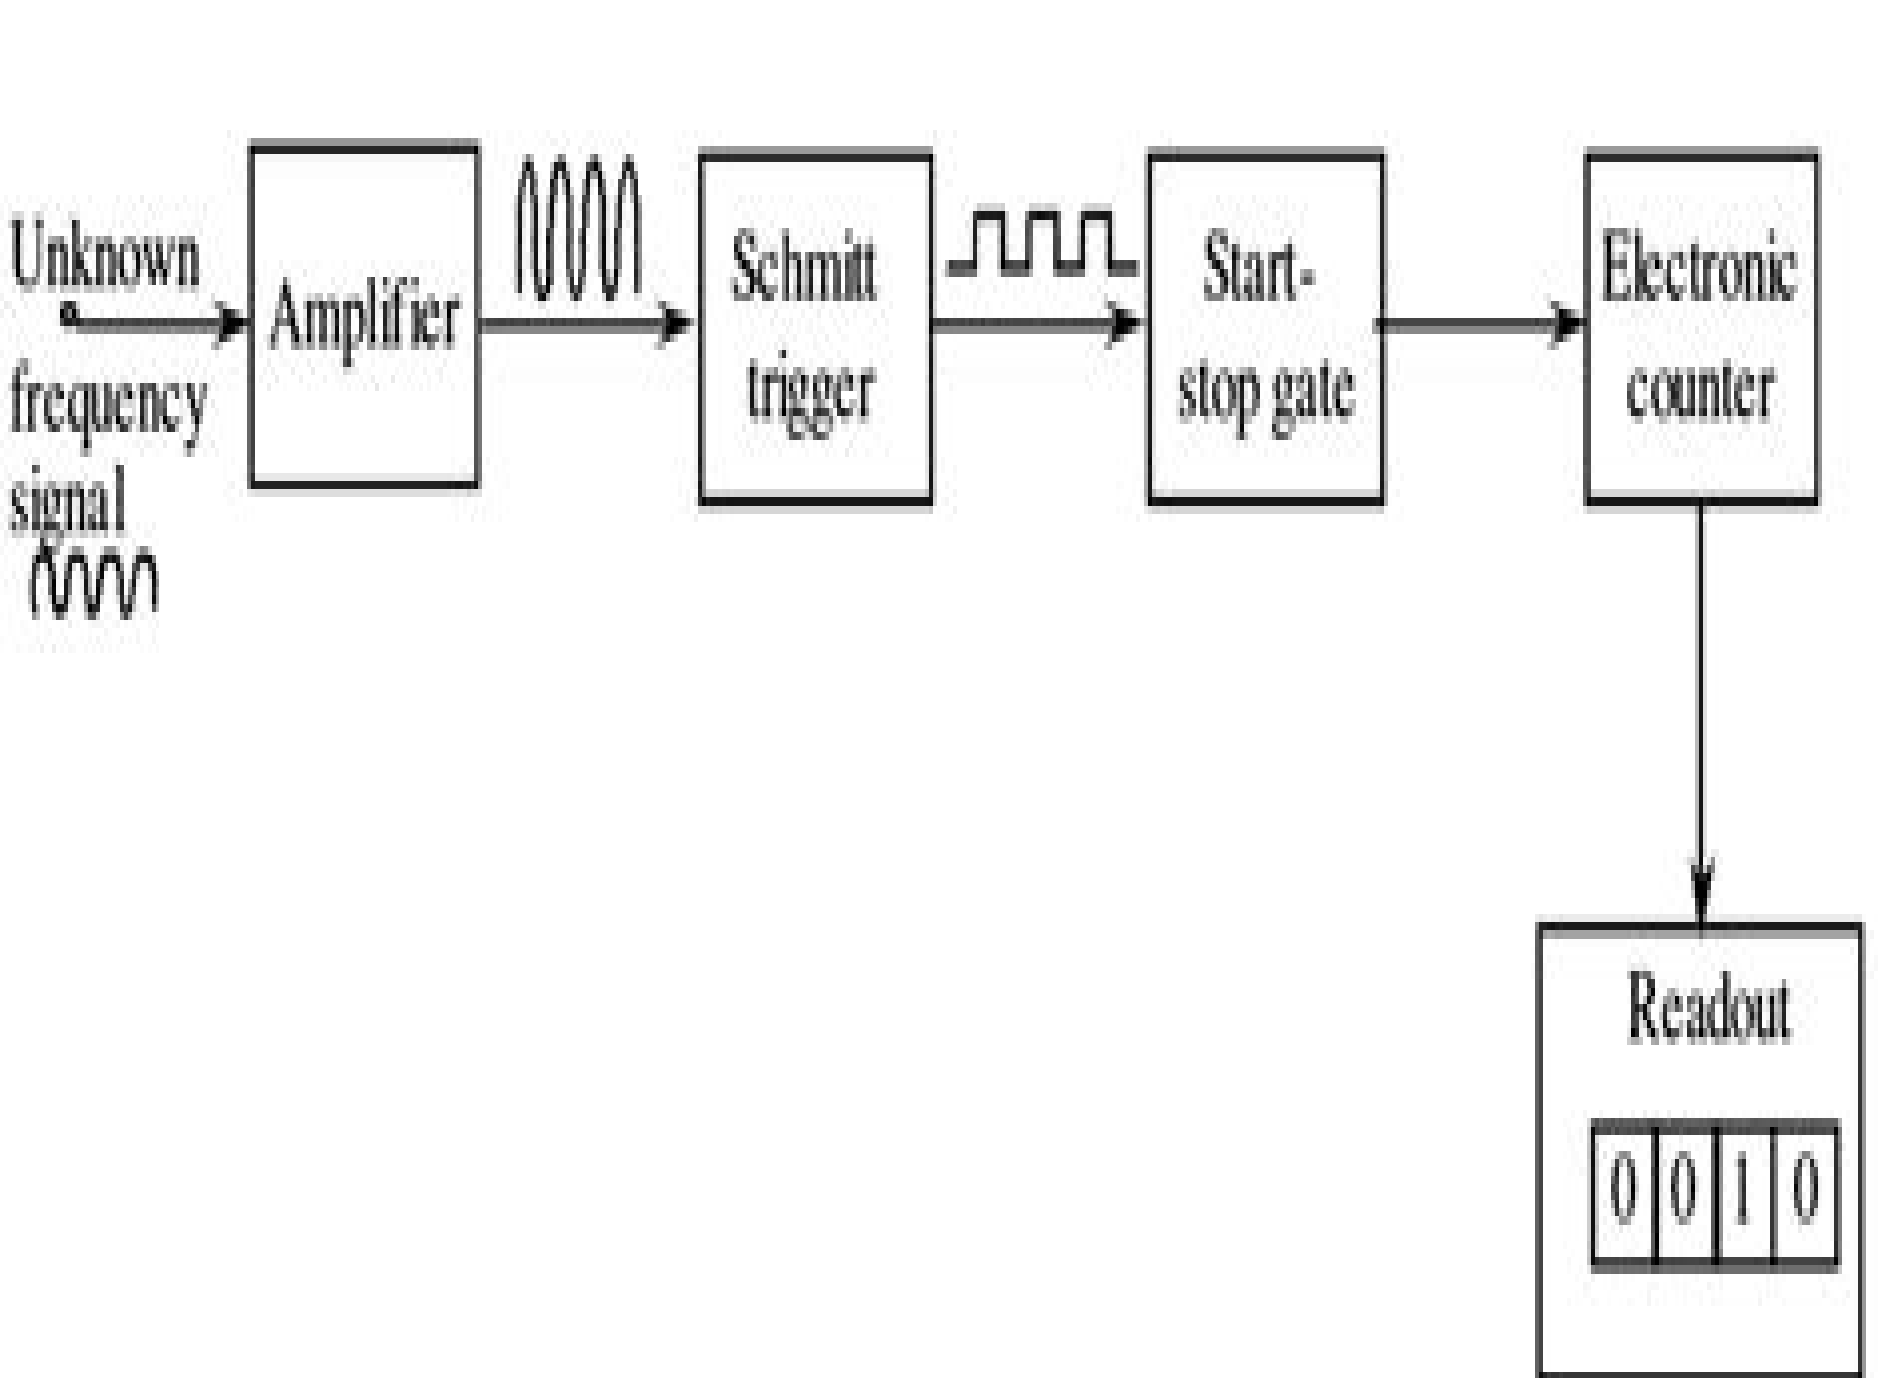 Unknown
frequency
signal
Amplifier
Schmitt
trigger
Start-
stop gate
Electronic
counter
Readout
0 0 1 0